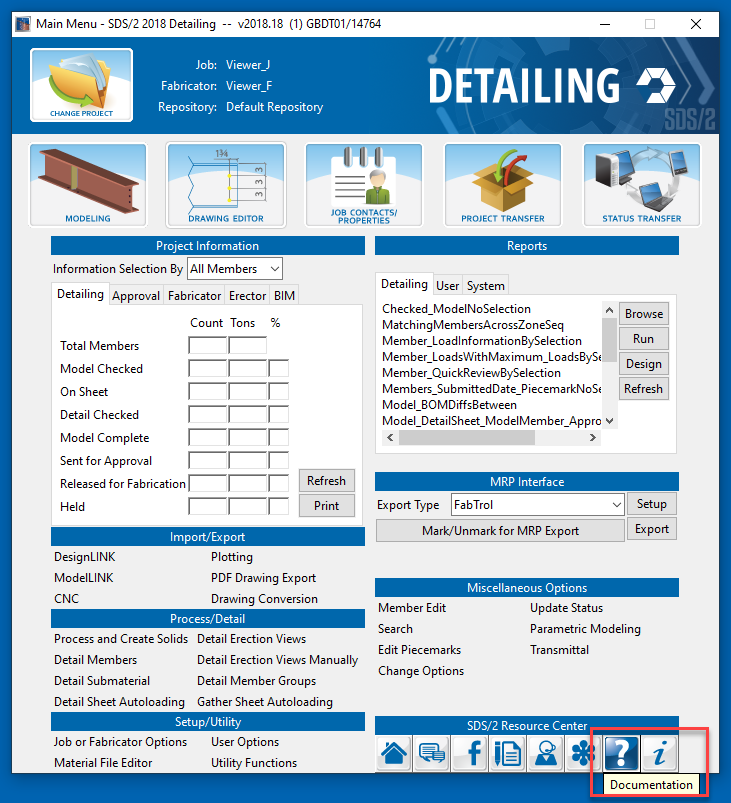 Main Menu - SDS/2 2018 Detailing -- v2018.18 (1) GBDT01/14764
CHANGE PROJECT
Job: Viewer_J
Fabricator: Viewer_F
Repository: Default Repository
DETAILING
SDS/2
MODELING
1¾
3
3
DRAWING EDITOR
JOB CONTACTS/
PROPERTIES
PROJECT TRANSFER
STATUS TRANSFER
Project Information
Information Selection By All Members
Detailing Approval Fabricator Erector BIM
Count Tons %
Total Members
Model Checked
On Sheet
Detail Checked
Model Complete
Sent for Approval
Released for Fabrication
Held
Refresh
Print
Import/Export
DesignLINK Plotting
ModelLINK PDF Drawing Export
CNC Drawing Conversion
Process/Detail
Process and Create Solids Detail Erection Views
Detail Members Detail Erection Views Manually
Detail Submaterial Detail Member Groups
Detail Sheet Autoloading Gather Sheet Autoloading
Setup/Utility
Job or Fabricator Options User Options
Material File Editor Utility Functions
Reports
Detailing User System
Checked_ModelNoSelection
MatchingMembersAcrossZoneSeq
Member_LoadInformationBySelection
Member_LoadsWithMaximum_LoadsBySe
Member_QuickReviewBySelection
Members_SubmittedDate_PiecemarkNoSe
Model_BOMDiffsBetween
Model_DetailSheet_ModelMember_Appro
Browse
Run
Design
Refresh
MRP Interface
Export Type FabTrol Setup
Mark/Unmark for MRP Export Export
Miscellaneous Options
Member Edit Update Status
Search Parametric Modeling
Edit Piecemarks Transmittal
Change Options
SDS/2 Resource Center
f ? i
Documentation